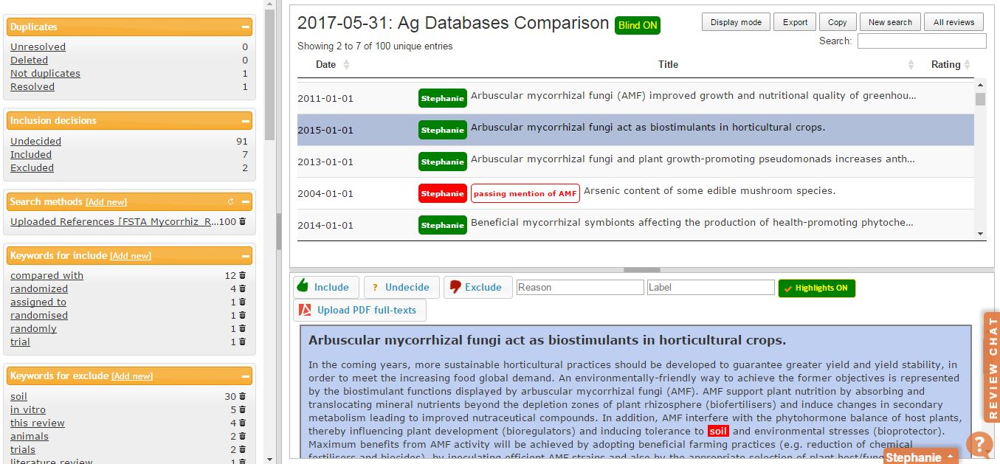 Duplicates
Unresolved 0
Deleted 0
Not duplicates 1
Resolved 1
Inclusion decisions
Undecided 91
Included 7
Excluded 2
Search methods [Add new]
Uploaded References [FSTA Mycorrhiz_R...100
Keywords for include [Add new]
compared with 12
randomized 4
assigned to 1
randomised 1
randomly 1
trial 1
Keywords for exclude [Add new]
soil 30
in vitro 5
this review 4
animals 2
trials 2
literature review 1
2017-05-31: Ag Databases Comparison Blind ON
Display mode Export Copy New search All reviews
Showing 2 to 7 of 100 unique entries
Search:
Date Title Rating
2011-01-01 Stephanie Arbuscular mycorrhizal fungi (AMF) improved growth and nutritional quality of greenhou...
2015-01-01 Stephanie Arbuscular mycorrhizal fungi act as biostimulants in horticultural crops.
2013-01-01 Stephanie Arbuscular mycorrhizal fungi and plant growth-promoting pseudomonads increases anth...
2004-01-01 Stephanie passing mention of AMF Arsenic content of some edible mushroom species.
2014-01-01 Stephanie Beneficial mycorrhizal symbionts affecting the production of health-promoting phytoche...
Include ? Undecide Exclude Reason Label Highlights ON
Upload PDF full-texts
Arbuscular mycorrhizal fungi act as biostimulants in horticultural crops.
In the coming years, more sustainable horticultural practices should be developed to guarantee greater yield and yield stability, in
order to meet the increasing food global demand. An environmentally-friendly way to achieve the former objectives is represented
by the biostimulant functions displayed by arbuscular mycorrhizal fungi (AMF). AMF support plant nutrition by absorbing and
translocating mineral nutrients beyond the depletion zones of plant rhizosphere (biofertilisers) and induce changes in secondary
metabolism leading to improved nutraceutical compounds. In addition, AMF interfere with the phytohormone balance of host plants,
thereby influencing plant development (bioregulators) and inducing tolerance to soil and environmental stresses (bioprotector).
Maximum benefits from AMF activity will be achieved by adopting beneficial farming practices (e.g. reduction of chemical
fertilisers and biocides), by inoculating efficient AMF strains and also by the appropriate selection of plant host/fung
REVIEW CHAT
?
Stephanie